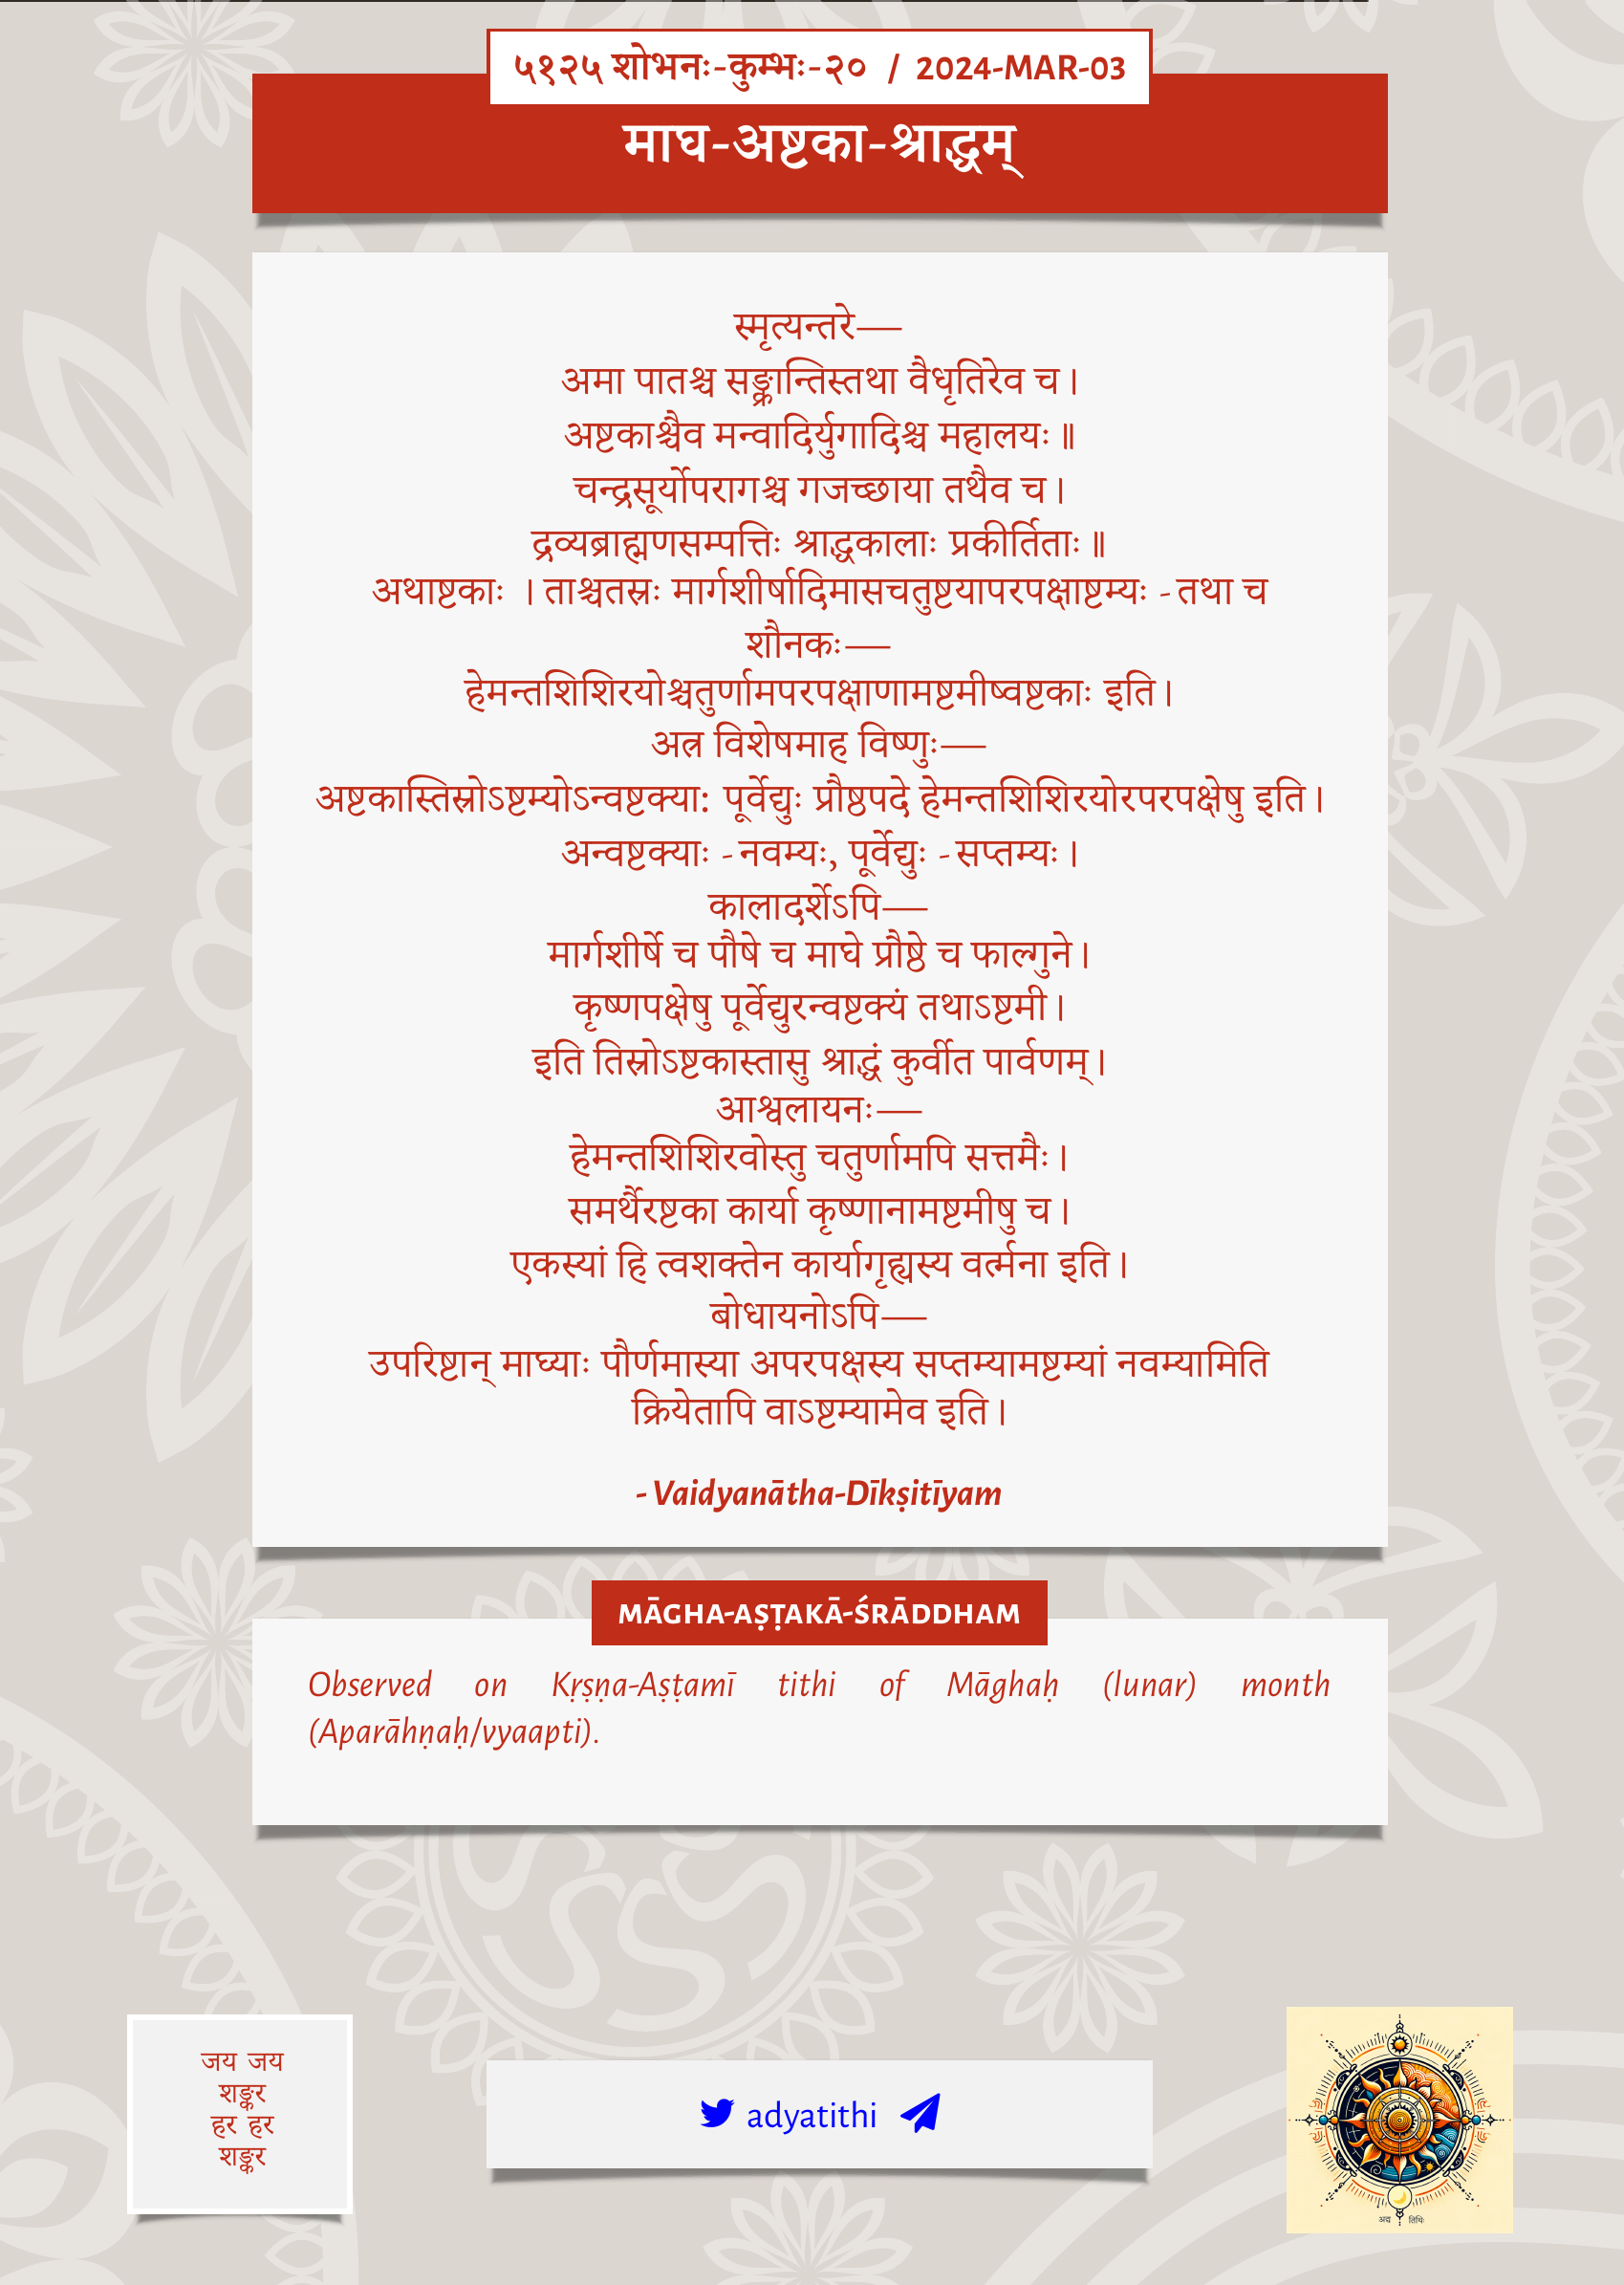 ५१२५ शोभनः-कुम्भः-२० / 2024-MAR-03
माघ-अष्टका-श्राद्धम्
स्मृत्यन्तरे—
अमा पातश्च सङ्क्रान्तिस्तथा वैधृतिरेव च।
अष्टकाश्चैव मन्वादिर्युगादिश्च महालयः॥
चन्द्रसूर्योपरागश्च गजच्छाया तथैव च।
द्रव्यब्राह्मणसम्पत्तिः श्राद्धकालाः प्रकीर्तिताः॥
अथाष्टकाः । ताश्चतस्रः मार्गशीर्षादिमासचतुष्टयापरपक्षाष्टम्यः - तथा च
शौनकः—
हेमन्तशिशिरयोश्चतुर्णामपरपक्षाणामष्टमीष्वष्टकाः इति।
अत्र विशेषमाह विष्णुः—
अष्टकास्तिस्रोऽष्टम्योऽन्वष्टक्या: पूर्वेद्युः प्रौष्ठपदे हेमन्तशिशिरयोरपरपक्षेषु इति।
अन्वष्टक्याः - नवम्यः, पूर्वेद्युः - सप्तम्यः।
कालादर्शेऽपि—
मार्गशीर्षे च पौषे च माघे प्रौष्ठे च फाल्गुने।
कृष्णपक्षेषु पूर्वेद्युरन्वष्टक्यं तथाऽष्टमी।
इति तिस्रोऽष्टकास्तासु श्राद्धं कुर्वीत पार्वणम्।
आश्वलायनः—
हेमन्तशिशिरवोस्तु चतुर्णामपि सत्तमैः।
समर्थैरष्टका कार्या कृष्णानामष्टमीषु च।
एकस्यां हि त्वशक्तेन कार्यागृह्यस्य वर्त्मना इति।
बोधायनोऽपि—
उपरिष्टान् माघ्याः पौर्णमास्या अपरपक्षस्य सप्तम्यामष्टम्यां नवम्यामिति
क्रियेतापि वाऽष्टम्यामेव इति।
- Vaidyanātha-Dīkṣitīyam
MĀGHA-AṢṬAKĀ-ŚRĀDDHAM
Observed on Kṛṣṇa-Aṣṭamī tithi of Māghaḥ (lunar) month
(Aparāhṇaḥ/vyaapti).
जय जय
शङ्कर
हर हर
शङ्कर
adyatithi
अद्य तिथिः